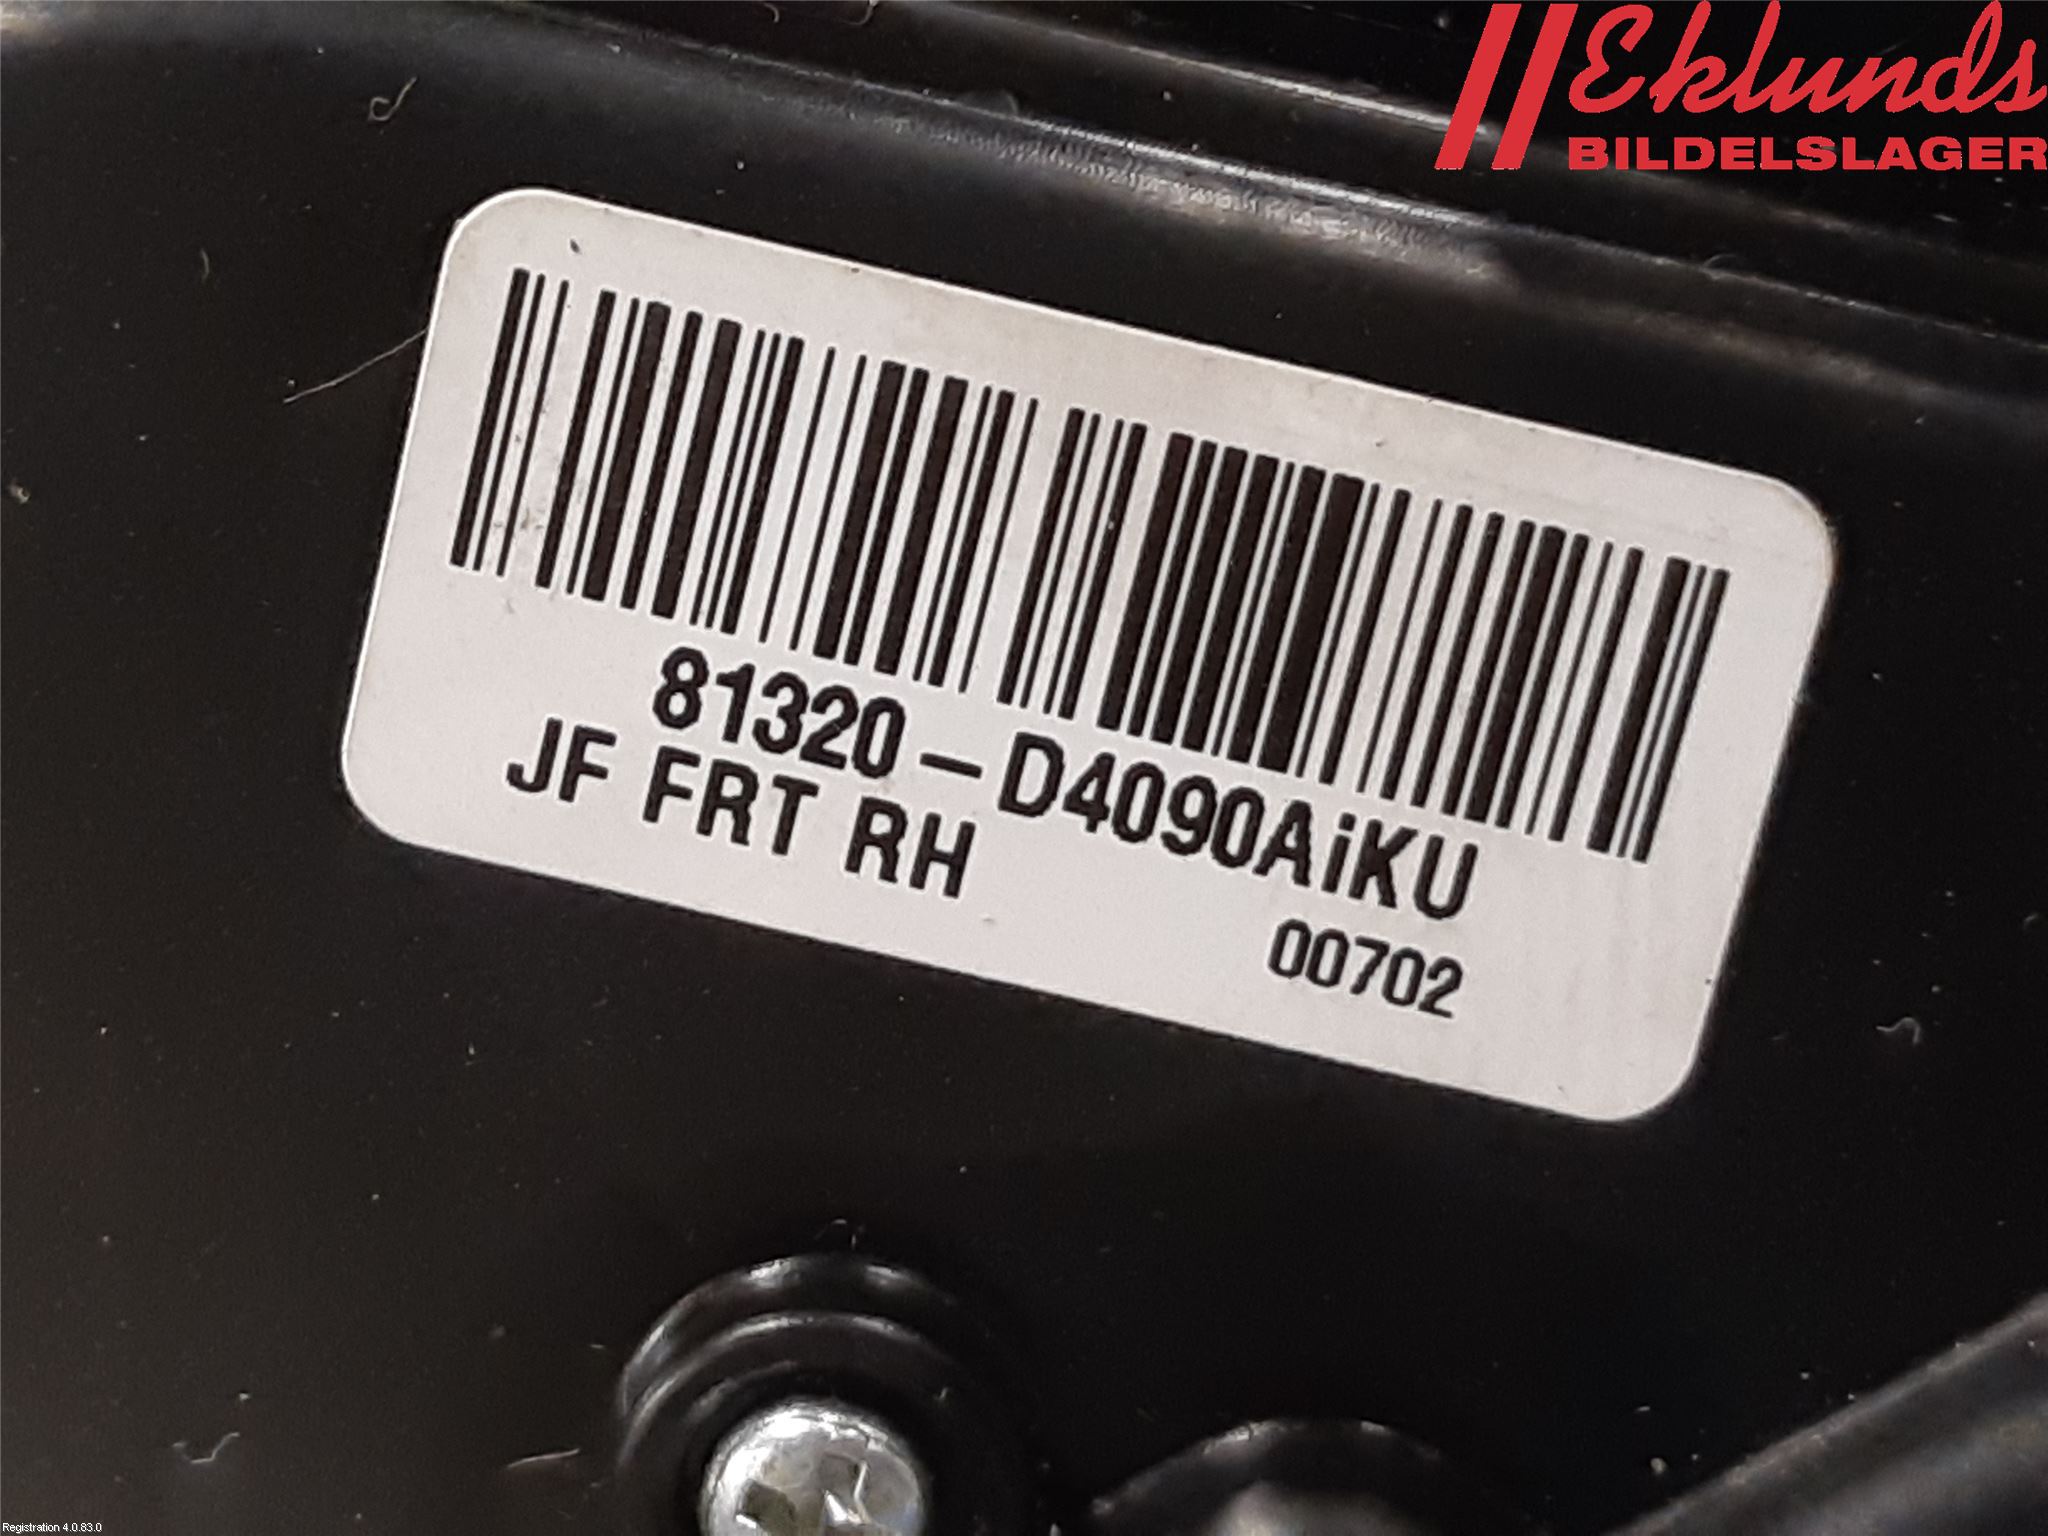 Eklunds
BILDELSLAGER
81320-D4090AiKU
JF FRT RH
00702
Registration 4.0.83.0